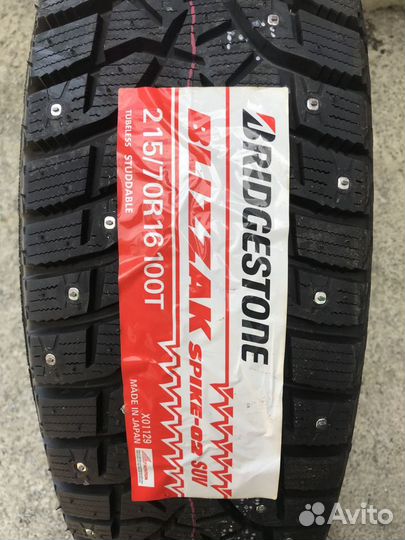 BRIDGESTONE
BLIZZAK SPIKE-02 SUV
215/70R16 100T
TUBELESS STUDDABLE
X01129
MADE IN JAPAN
Avito